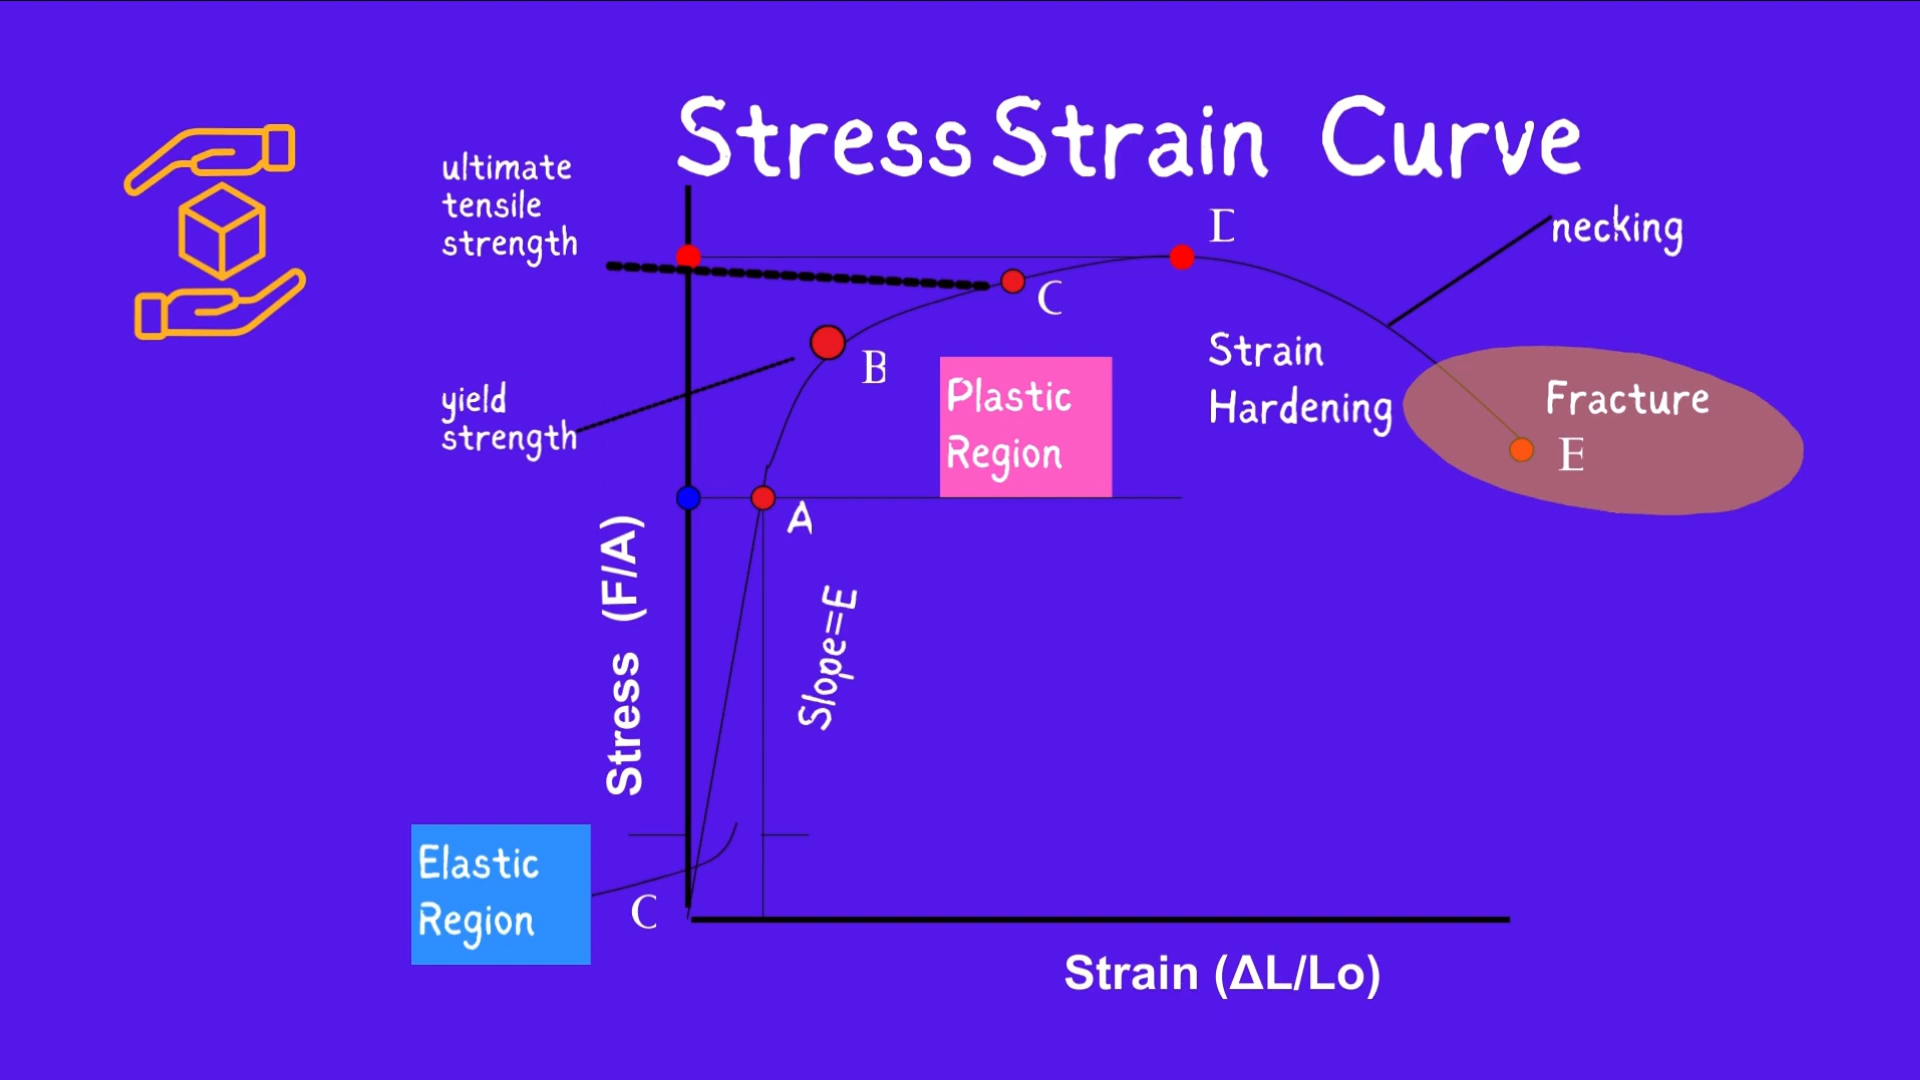 Stress Strain Curve
ultimate
tensile
strength
D
necking
C
Strain
Hardening
B
Plastic
Region
Fracture
E
yield
strength
A
Stress (F/A)
Slope=E
Elastic
Region
C
Strain (ΔL/Lo)